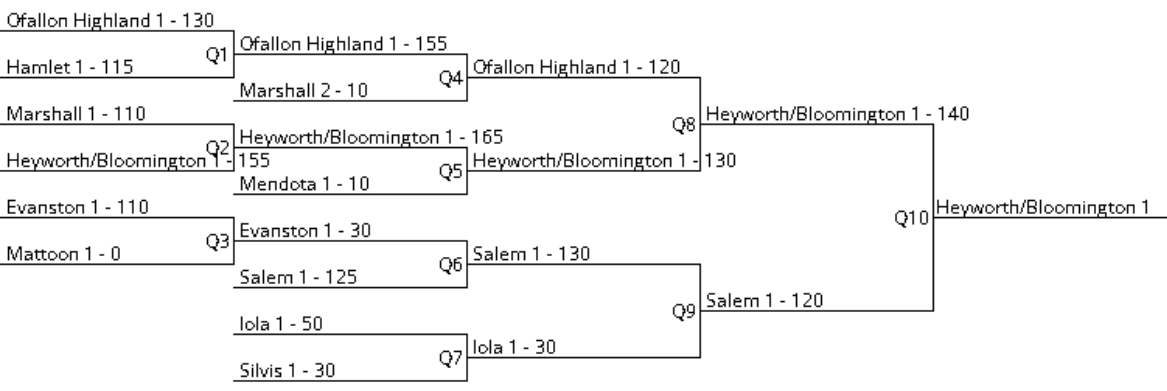 Ofallon Highland 1 - 130
Q1
Hamlet 1 - 115
Marshall 1 - 110
Q2
Heyworth/Bloomington 1 - 155
Evanston 1 - 110
Q3
Mattoon 1 - 0
Ofallon Highland 1 - 155
Q4
Marshall 2 - 10
Heyworth/Bloomington 1 - 165
Q5
Mendota 1 - 10
Evanston 1 - 30
Q6
Salem 1 - 125
Iola 1 - 50
Q7
Silvis 1 - 30
Ofallon Highland 1 - 120
Q8
Heyworth/Bloomington 1 - 130
Salem 1 - 130
Q9
Iola 1 - 30
Heyworth/Bloomington 1 - 140
Q10
Salem 1 - 120
Heyworth/Bloomington 1